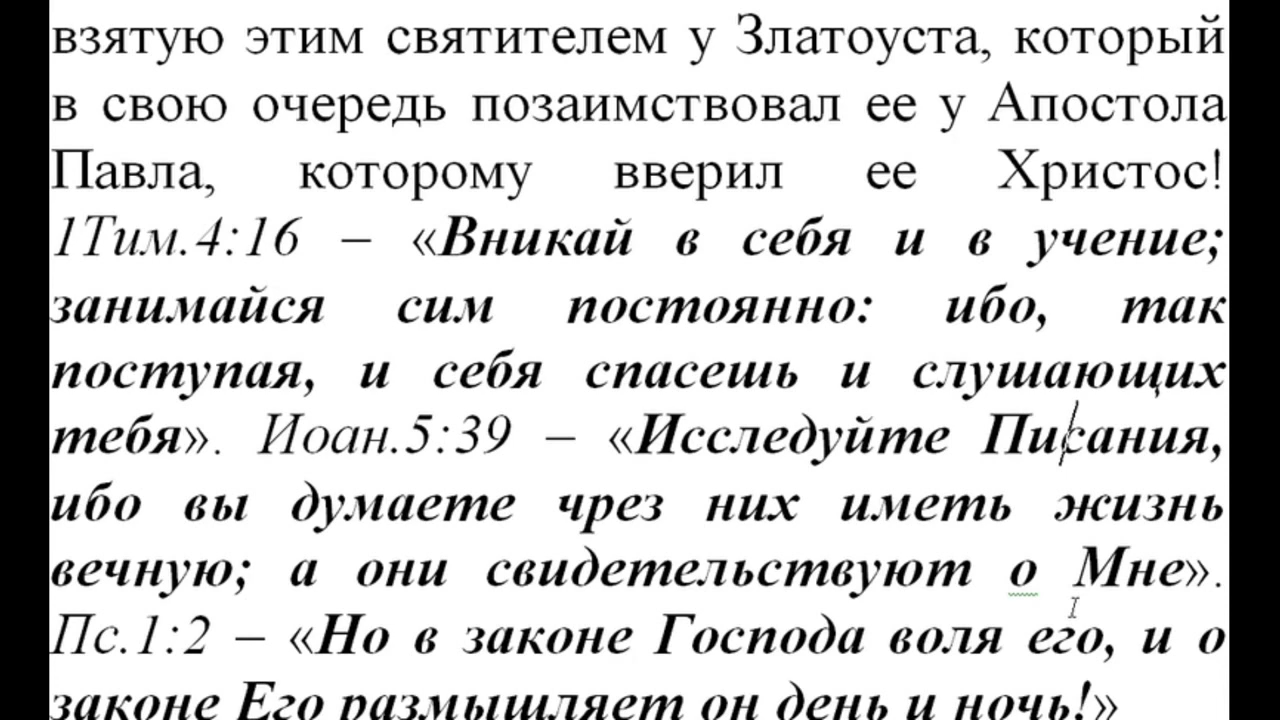 взятую этим святителем у Златоуста, который
в свою очередь позаимствовал ее у Апостола
Павла, которому вверил ее Христос!
1Тим.4:16 – «Вникай в себя и в учение;
занимайся сим постоянно: ибо, так
поступая, и себя спасешь и слушающих
тебя». Иоан.5:39 – «Исследуйте Писания,
ибо вы думаете чрез них иметь жизнь
вечную; а они свидетельствуют о Мне».
Пс.1:2 – «Но в законе Господа воля его, и о
законе Его размышляет он день и ночь!»